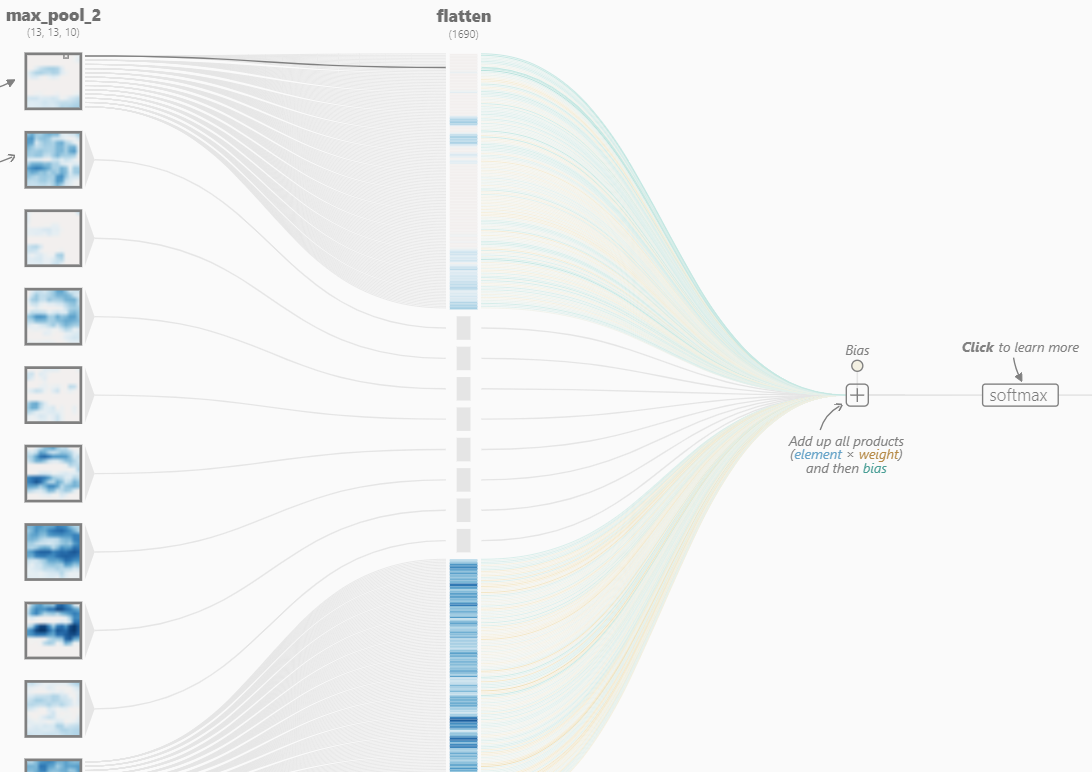 max_pool_2
(13, 13, 10)
flatten
(1690)
Bias
Click to learn more
softmax
Add up all products
(element × weight)
and then bias